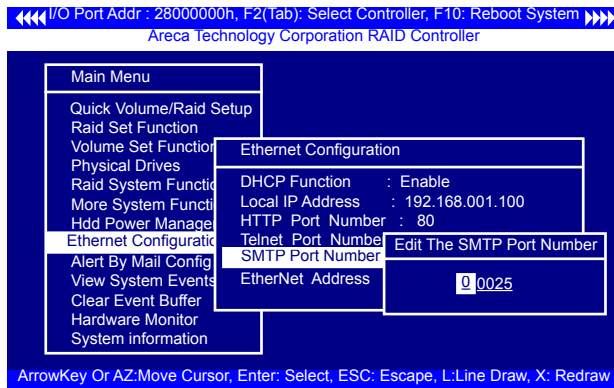 I/O Port Addr : 28000000h, F2(Tab): Select Controller, F10: Reboot System
Areca Technology Corporation RAID Controller
Main Menu
Quick Volume/Raid Setup
Raid Set Function
Volume Set Function
Physical Drives
Raid System Functio
More System Functi
Hdd Power Manage
Ethernet Configuratio
Alert By Mail Config
View System Events
Clear Event Buffer
Hardware Monitor
System information
Ethernet Configuration
DHCP Function : Enable
Local IP Address : 192.168.001.100
HTTP Port Number : 80
Telnet Port Numbe
SMTP Port Number
EtherNet Address
Edit The SMTP Port Number
0 0025
ArrowKey Or AZ:Move Cursor, Enter: Select, ESC: Escape, L:Line Draw, X: Redraw